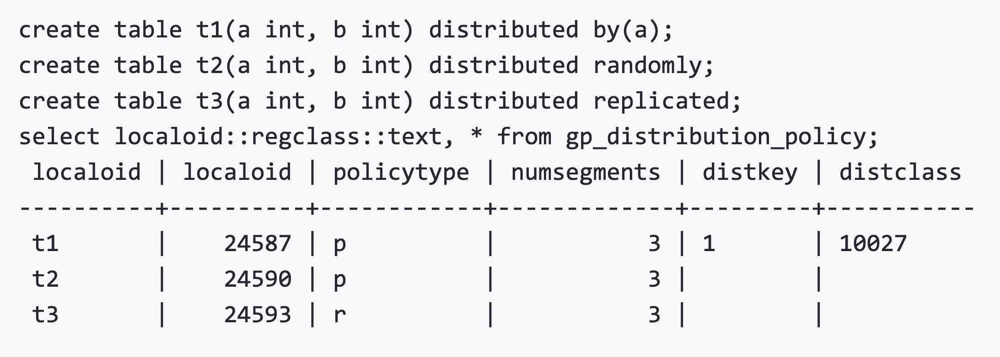 create table t1(a int, b int) distributed by(a);
create table t2(a int, b int) distributed randomly;
create table t3(a int, b int) distributed replicated;
select localoid::regclass::text, * from gp_distribution_policy;
 localoid | localoid | policytype | numsegments | distkey | distclass
----------+----------+------------+-------------+---------+-----------
 t1       |    24587 | p          |           3 | 1       | 10027
 t2       |    24590 | p          |           3 |         |
 t3       |    24593 | r          |           3 |         |